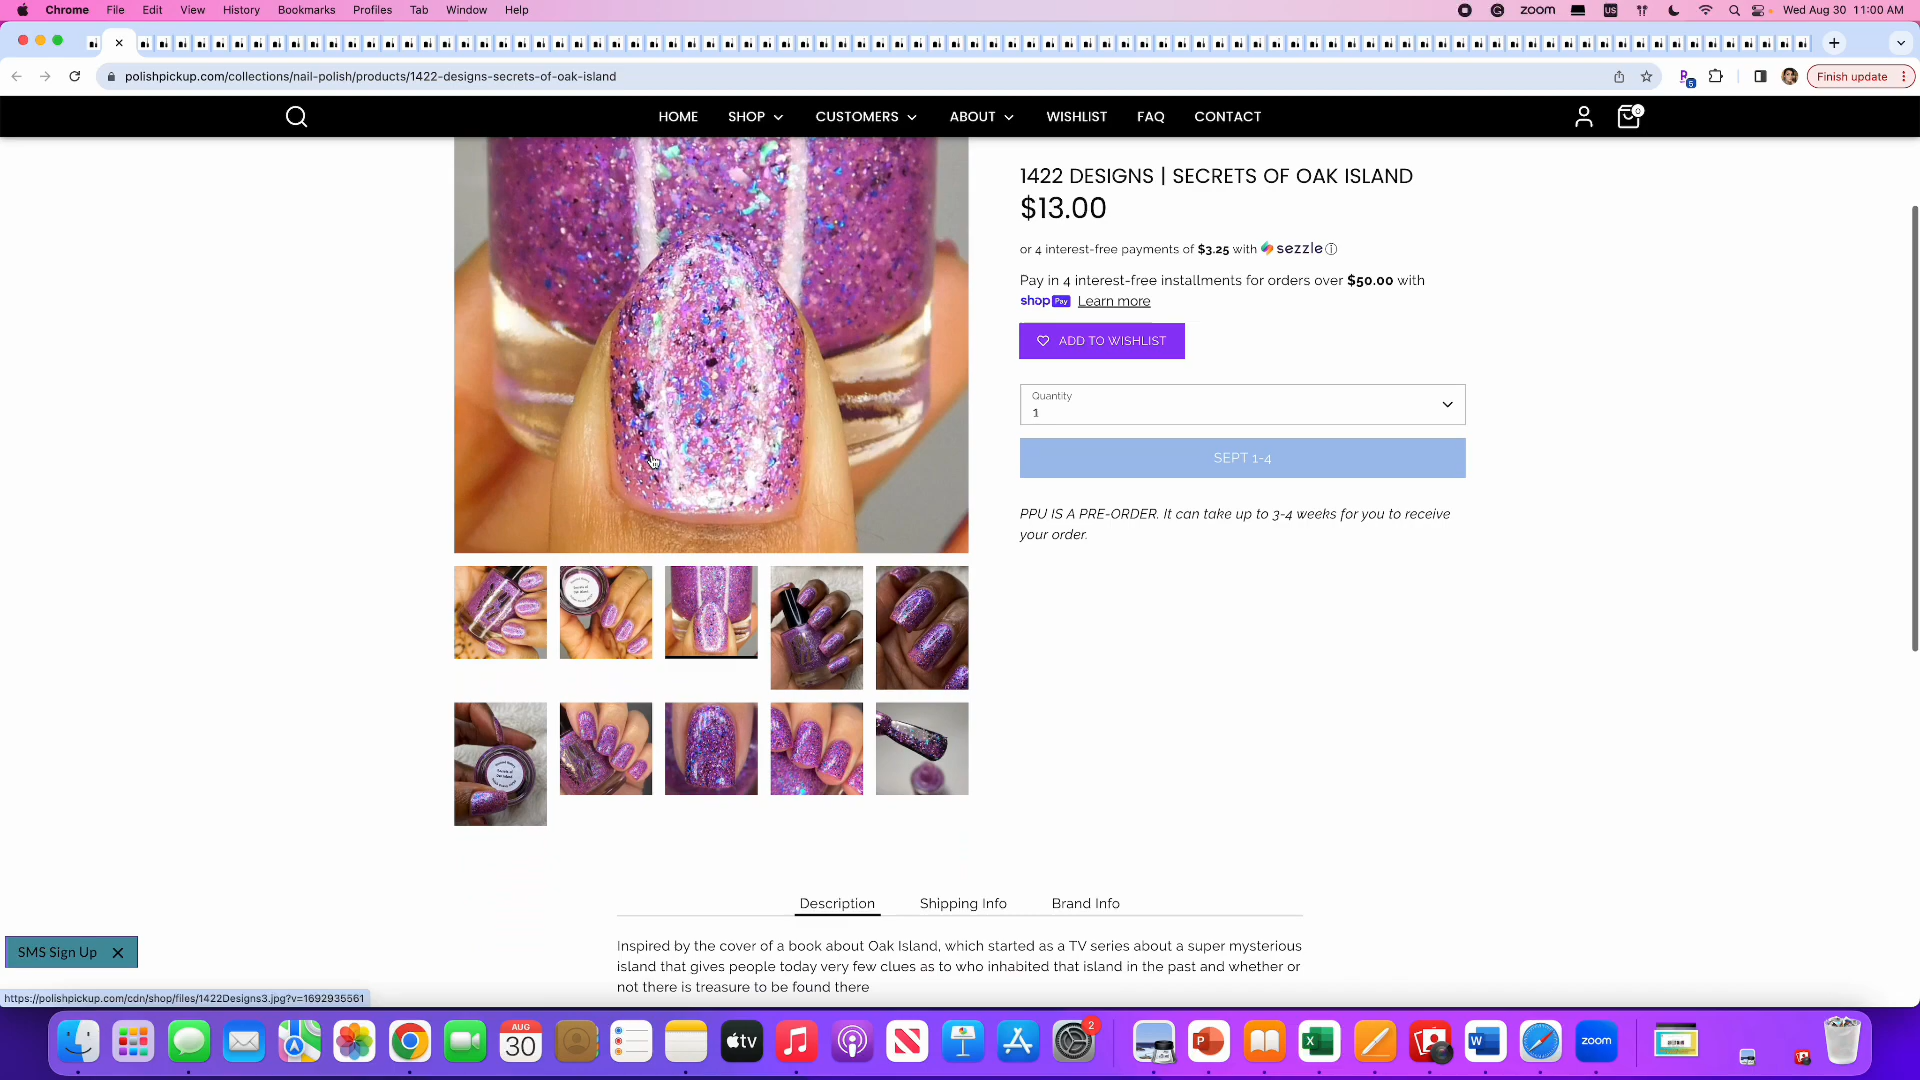 Chrome File Edit View History Bookmarks Profiles Tab Window Help
zoom US Wed Aug 30 11:00 AM
polishpickup.com/collections/nail-polish/products/1422-designs-secrets-of-oak-island
Finish update
HOME SHOP CUSTOMERS ABOUT WISHLIST FAQ CONTACT
0
1422 DESIGNS | SECRETS OF OAK ISLAND
$13.00
or 4 interest-free payments of $3.25 with sezzle
Pay in 4 interest-free installments for orders over $50.00 with
shop Pay Learn more
ADD TO WISHLIST
Quantity
1
SEPT 1-4
PPU IS A PRE-ORDER. It can take up to 3-4 weeks for you to receive
your order.
Description Shipping Info Brand Info
Inspired by the cover of a book about Oak Island, which started as a TV series about a super mysterious
island that gives people today very few clues as to who inhabited that island in the past and whether or
not there is treasure to be found there
SMS Sign Up
https://polishpickup.com/cdn/shop/files/1422Designs3.jpg?v=1692935561
AUG
30
tv
2
zoom